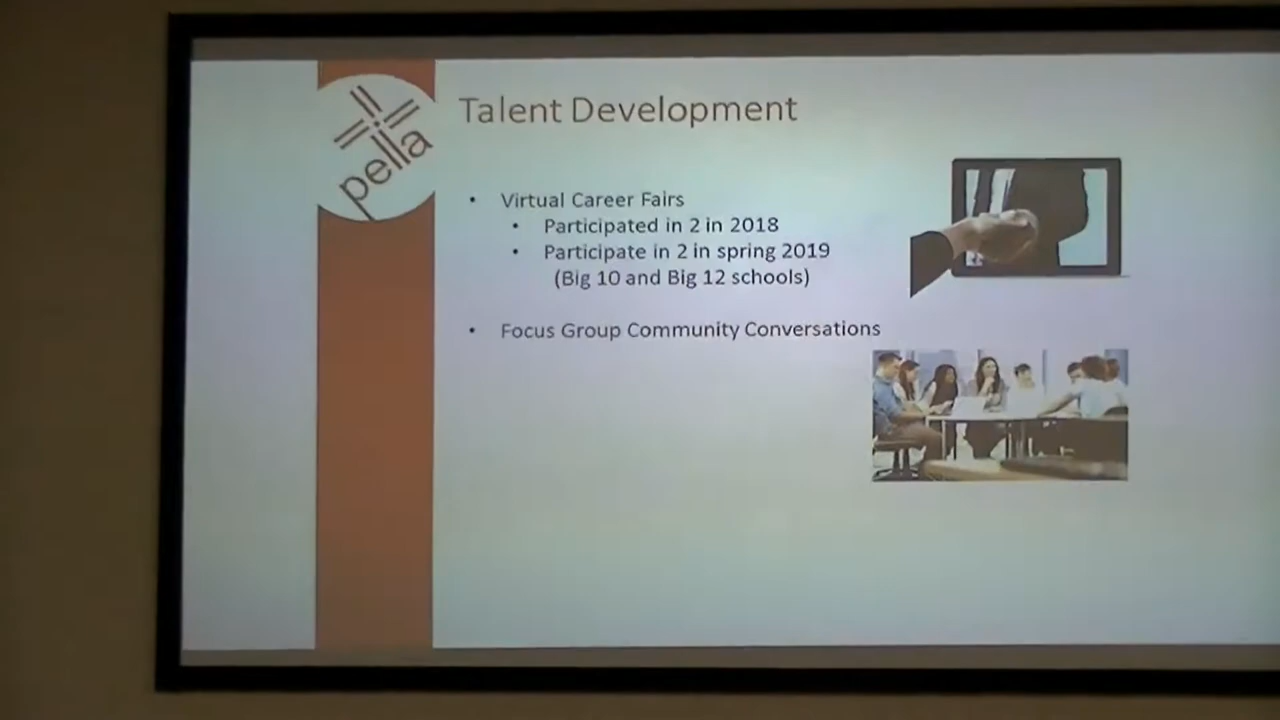 pella
Talent Development
• Virtual Career Fairs
• Participated in 2 in 2018
• Participate in 2 in spring 2019
(Big 10 and Big 12 schools)
• Focus Group Community Conversations